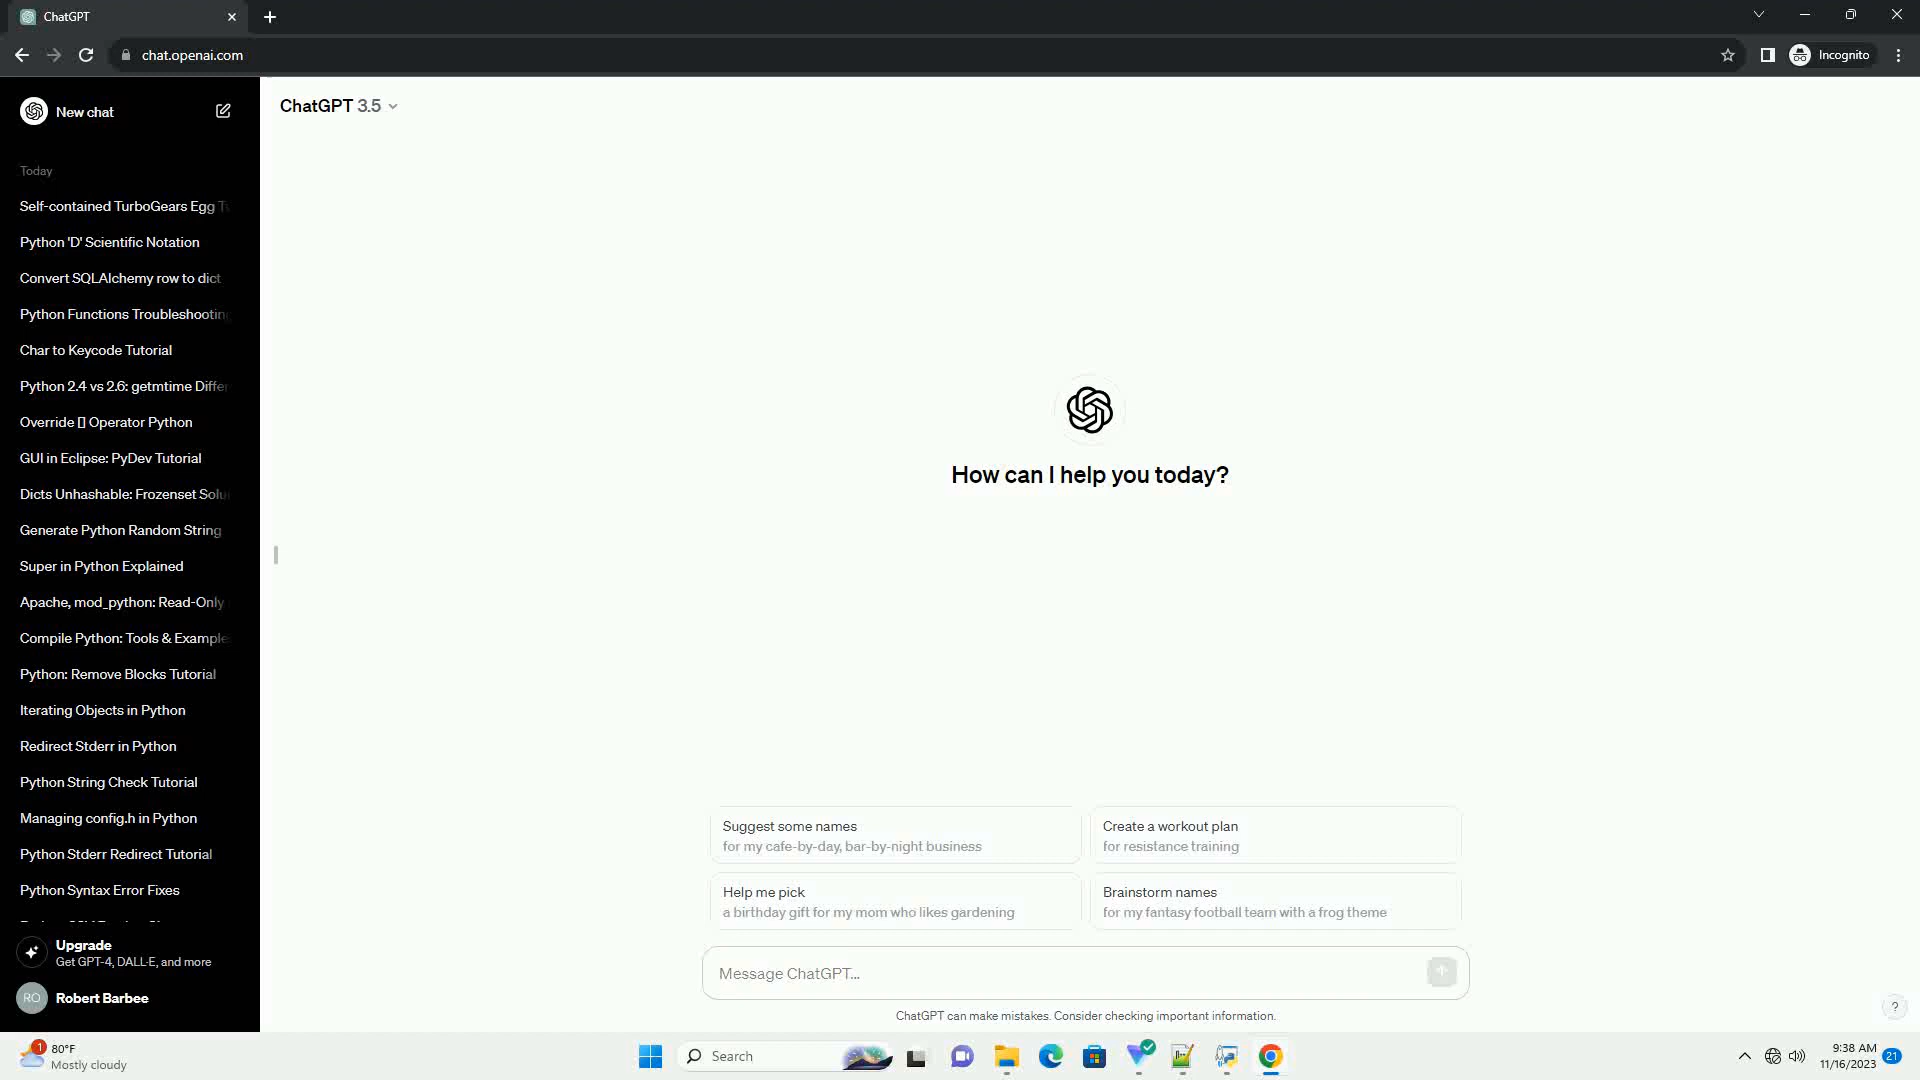 ChatGPT
chat.openai.com
Incognito
New chat
ChatGPT 3.5
Today
Self-contained TurboGears Egg T
Python 'D' Scientific Notation
Convert SQLAlchemy row to dict
Python Functions Troubleshooting
Char to Keycode Tutorial
Python 2.4 vs 2.6: getmtime Differ
Override [] Operator Python
GUI in Eclipse: PyDev Tutorial
Dicts Unhashable: Frozenset Solu
Generate Python Random String
Super in Python Explained
Apache, mod_python: Read-Only
Compile Python: Tools & Example
Python: Remove Blocks Tutorial
Iterating Objects in Python
Redirect Stderr in Python
Python String Check Tutorial
Managing config.h in Python
Python Stderr Redirect Tutorial
Python Syntax Error Fixes
Upgrade
Get GPT-4, DALL·E, and more
RO
Robert Barbee
How can I help you today?
Suggest some names
for my cafe-by-day, bar-by-night business
Create a workout plan
for resistance training
Help me pick
a birthday gift for my mom who likes gardening
Brainstorm names
for my fantasy football team with a frog theme
Message ChatGPT...
ChatGPT can make mistakes. Consider checking important information.
?
1
80°F
Mostly cloudy
Search
9:38 AM
11/16/2023
21